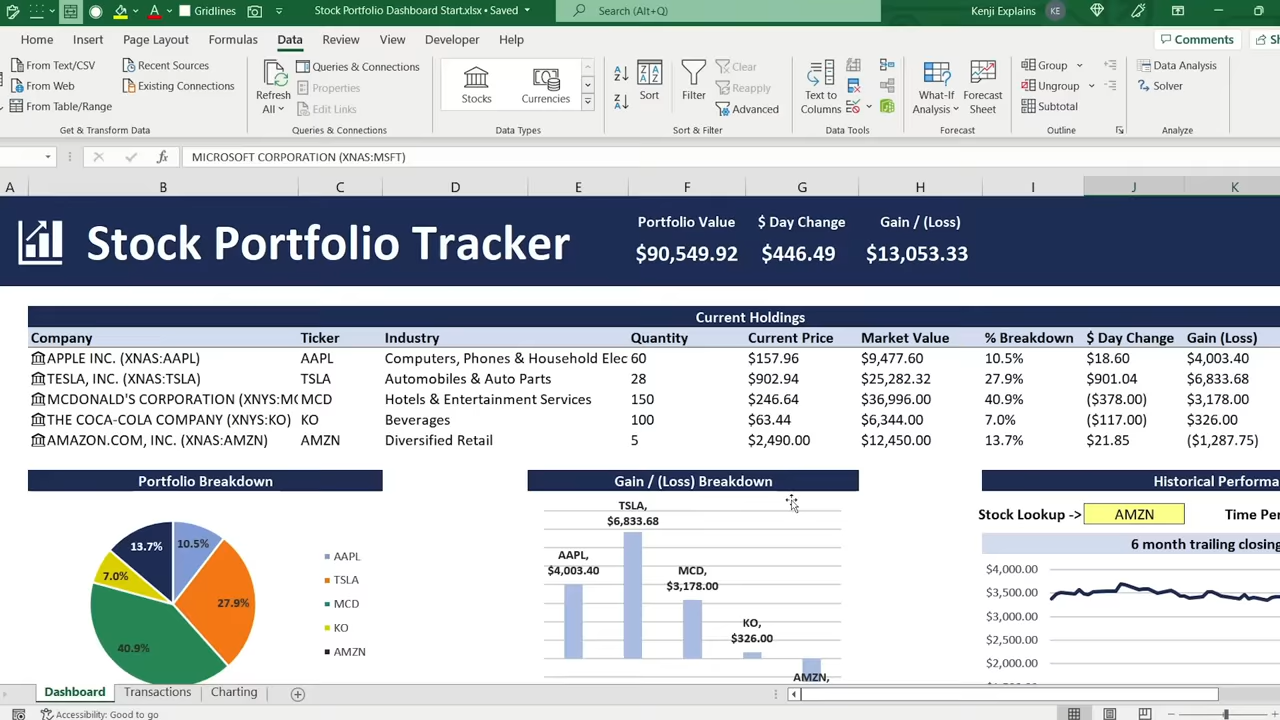 Gridlines
Stock Portfolio Dashboard Start.xlsx • Saved
Search (Alt+Q)
Kenji Explains
KE
Home
Insert
Page Layout
Formulas
Data
Review
View
Developer
Help
Comments
From Text/CSV
Recent Sources
From Web
Existing Connections
From Table/Range
Get & Transform Data
Refresh
All
Queries & Connections
Properties
Edit Links
Queries & Connections
Stocks
Currencies
Data Types
Sort
Filter
Clear
Reapply
Advanced
Sort & Filter
Text to
Columns
Data Tools
What-If
Analysis
Forecast
Sheet
Forecast
Group
Ungroup
Subtotal
Outline
Data Analysis
Solver
Analyze
fx
MICROSOFT CORPORATION (XNAS:MSFT)
A B C D E F G H I J K
Stock Portfolio Tracker
Portfolio Value $ Day Change Gain / (Loss)
$90,549.92 $446.49 $13,053.33
Current Holdings
Company Ticker Industry Quantity Current Price Market Value % Breakdown $ Day Change Gain (Loss)
APPLE INC. (XNAS:AAPL) AAPL Computers, Phones & Household Elec 60 $157.96 $9,477.60 10.5% $18.60 $4,003.40
TESLA, INC. (XNAS:TSLA) TSLA Automobiles & Auto Parts 28 $902.94 $25,282.32 27.9% $901.04 $6,833.68
MCDONALD'S CORPORATION (XNYS:MC MCD Hotels & Entertainment Services 150 $246.64 $36,996.00 40.9% ($378.00) $3,178.00
THE COCA-COLA COMPANY (XNYS:KO) KO Beverages 100 $63.44 $6,344.00 7.0% ($117.00) $326.00
AMAZON.COM, INC. (XNAS:AMZN) AMZN Diversified Retail 5 $2,490.00 $12,450.00 13.7% $21.85 ($1,287.75)
Portfolio Breakdown
13.7%
10.5%
7.0%
27.9%
40.9%
AAPL
TSLA
MCD
KO
AMZN
Gain / (Loss) Breakdown
TSLA,
$6,833.68
AAPL,
$4,003.40
MCD,
$3,178.00
KO,
$326.00
AMZN,
Historical Performa
Stock Lookup -> AMZN Time Per
6 month trailing closing
$4,000.00
$3,500.00
$3,000.00
$2,500.00
$2,000.00
Dashboard
Transactions
Charting
Accessibility: Good to go